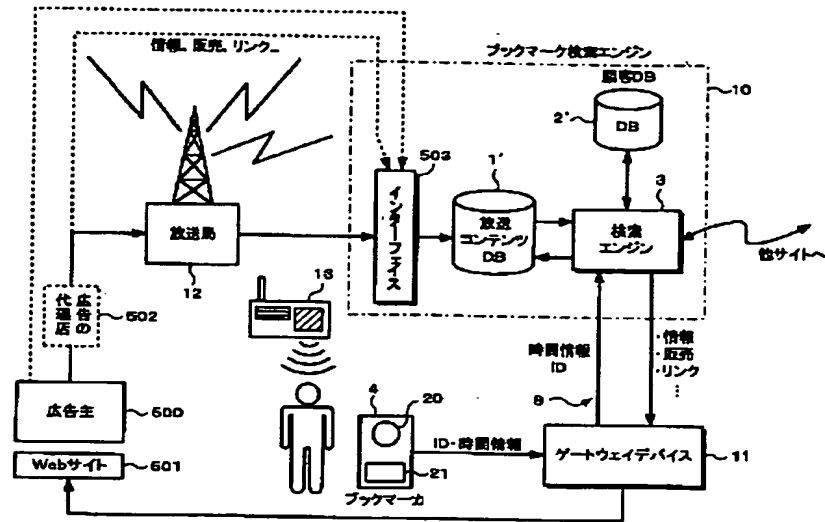 情報、販売、リンク…
ブックマーク検索エンジン
顧客DB
10
2'
DB
503
1'
3
インターフェイス
放送
コンテンツ
DB
検索
エンジン
他サイトへ
放送局
12
13
広告の
代理店
502
広告主
500
Webサイト
501
時間情報
ID
8
・情報
・販売
・リンク
⋮
4
20
21
ID・時間情報
ブックマーカ
ゲートウェイデバイス
11